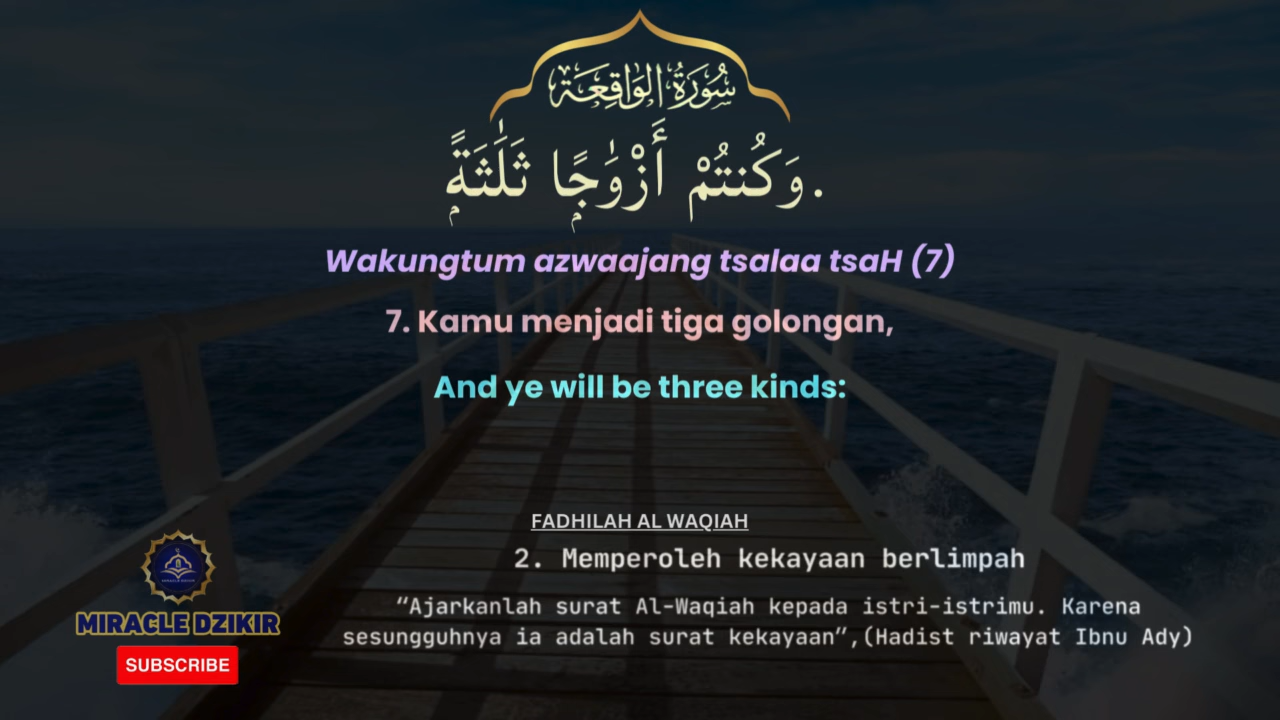 سُورَةُ الوَاقِعَة
وَكُنتُمْ أَزْوَٰجًۭا ثَلَٰثَةًۭ.
Wakungtum azwaajang tsalaa tsaH (7)
7. Kamu menjadi tiga golongan,
And ye will be three kinds:
FADHILAH AL WAQIAH
2. Memperoleh kekayaan berlimpah
“Ajarkanlah surat Al-Waqiah kepada istri-istrimu. Karena
sesungguhnya ia adalah surat kekayaan”,(Hadist riwayat Ibnu Ady)
MIRACLE DZIKIR
MIRACLE DZIKIR
SUBSCRIBE